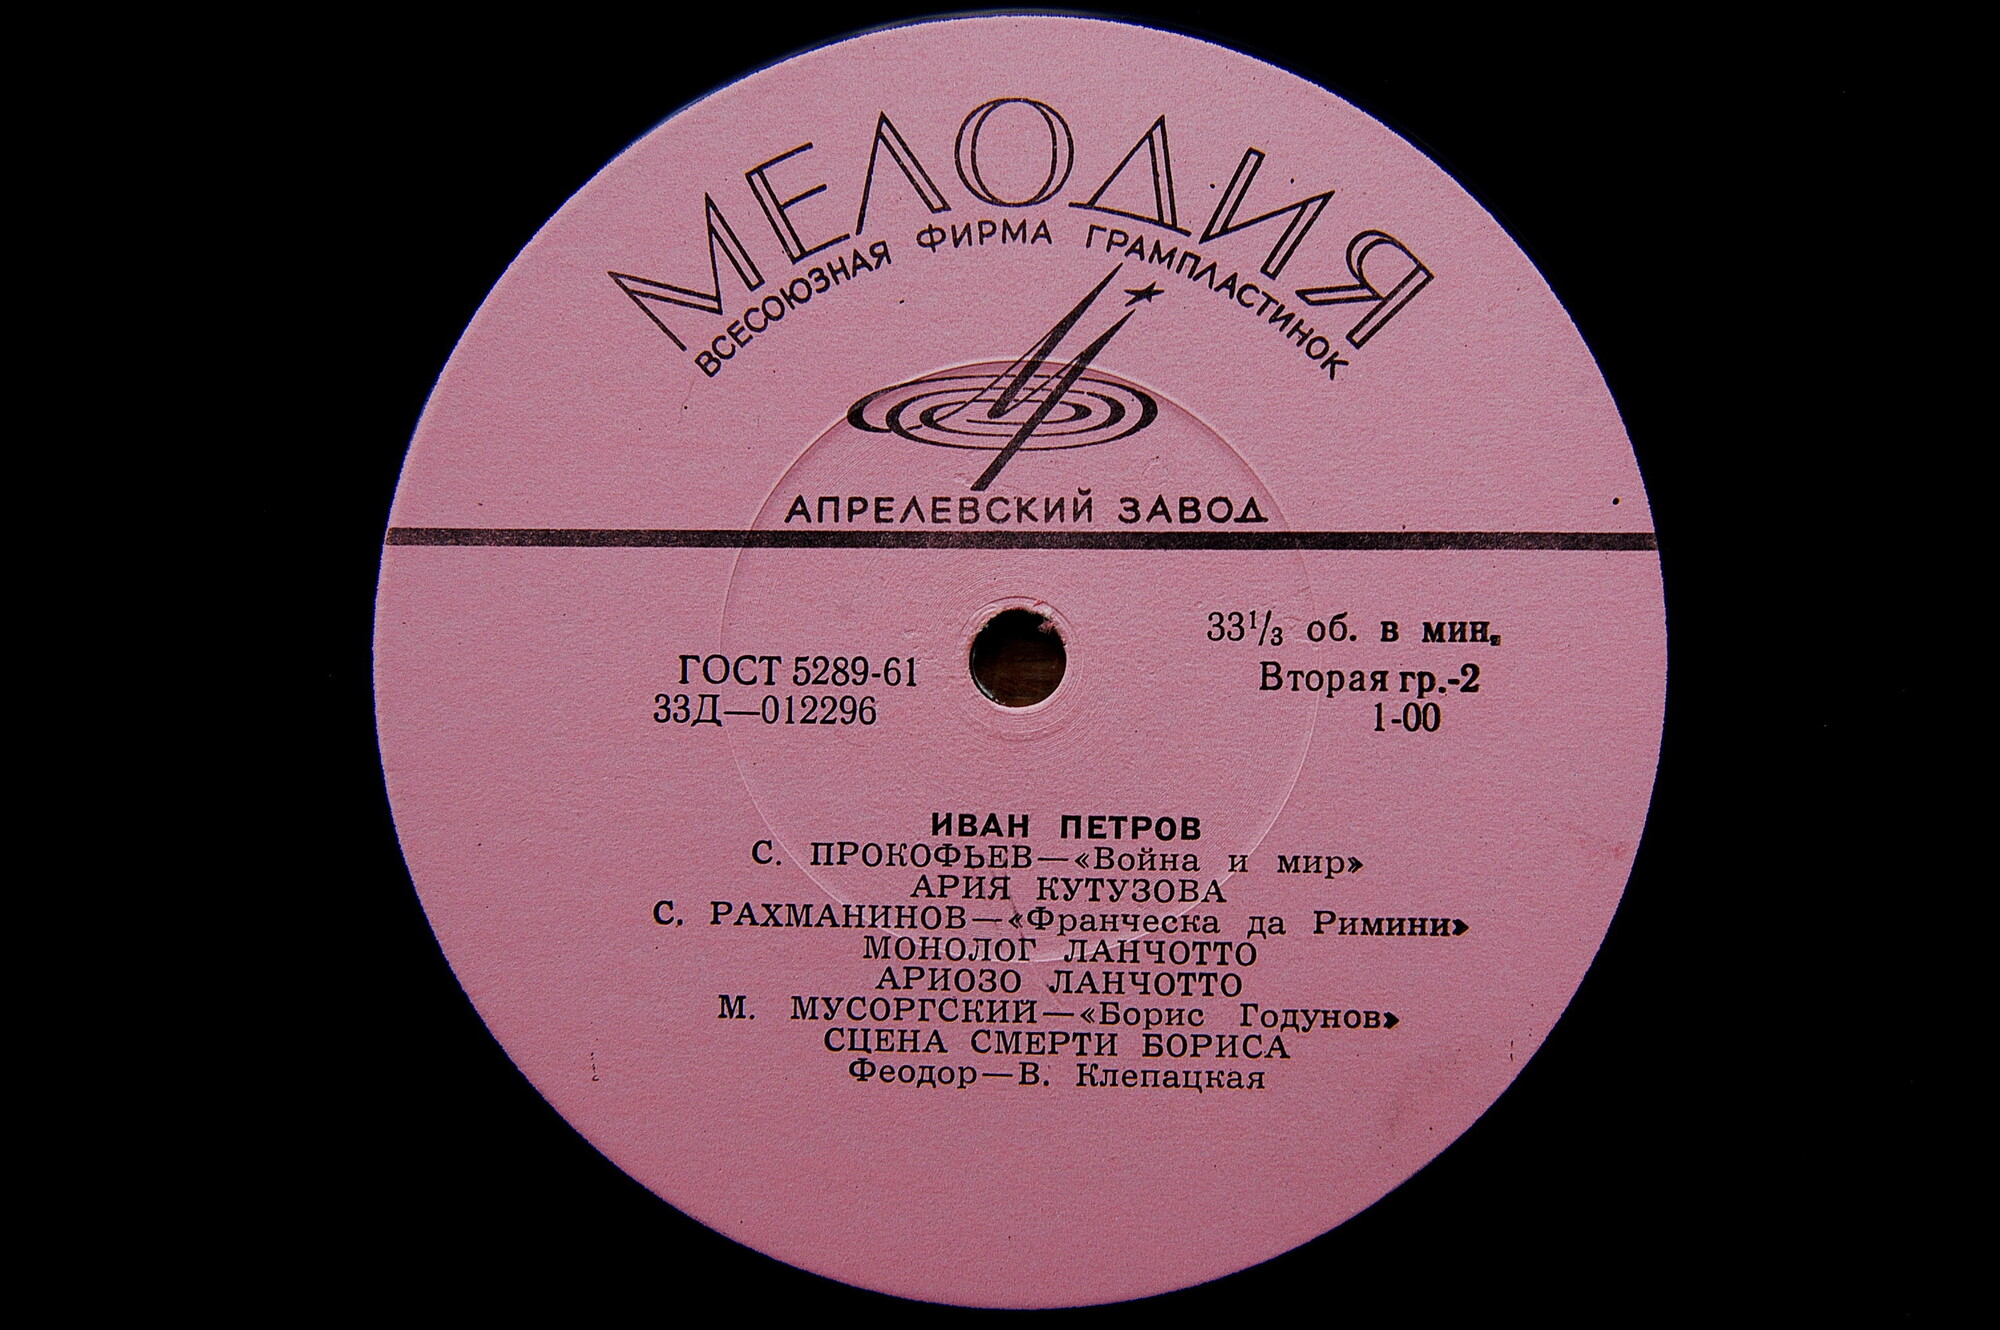 МЕЛОДИЯ
ВСЕСОЮЗНАЯ ФИРМА ГРАМПЛАСТИНОК
АПРЕЛЕВСКИЙ ЗАВОД
33¹/₃ об. в мин.
ГОСТ 5289-61
Вторая гр.-2
33Д—012296
1-00
ИВАН ПЕТРОВ
С. ПРОКОФЬЕВ—«Война и мир»
АРИЯ КУТУЗОВА
С. РАХМАНИНОВ—«Франческа да Римини»
МОНОЛОГ ЛАНЧОТТО
АРИОЗО ЛАНЧОТТО
М. МУСОРГСКИЙ—«Борис Годунов»
СЦЕНА СМЕРТИ БОРИСА
Феодор—В. Клепацкая